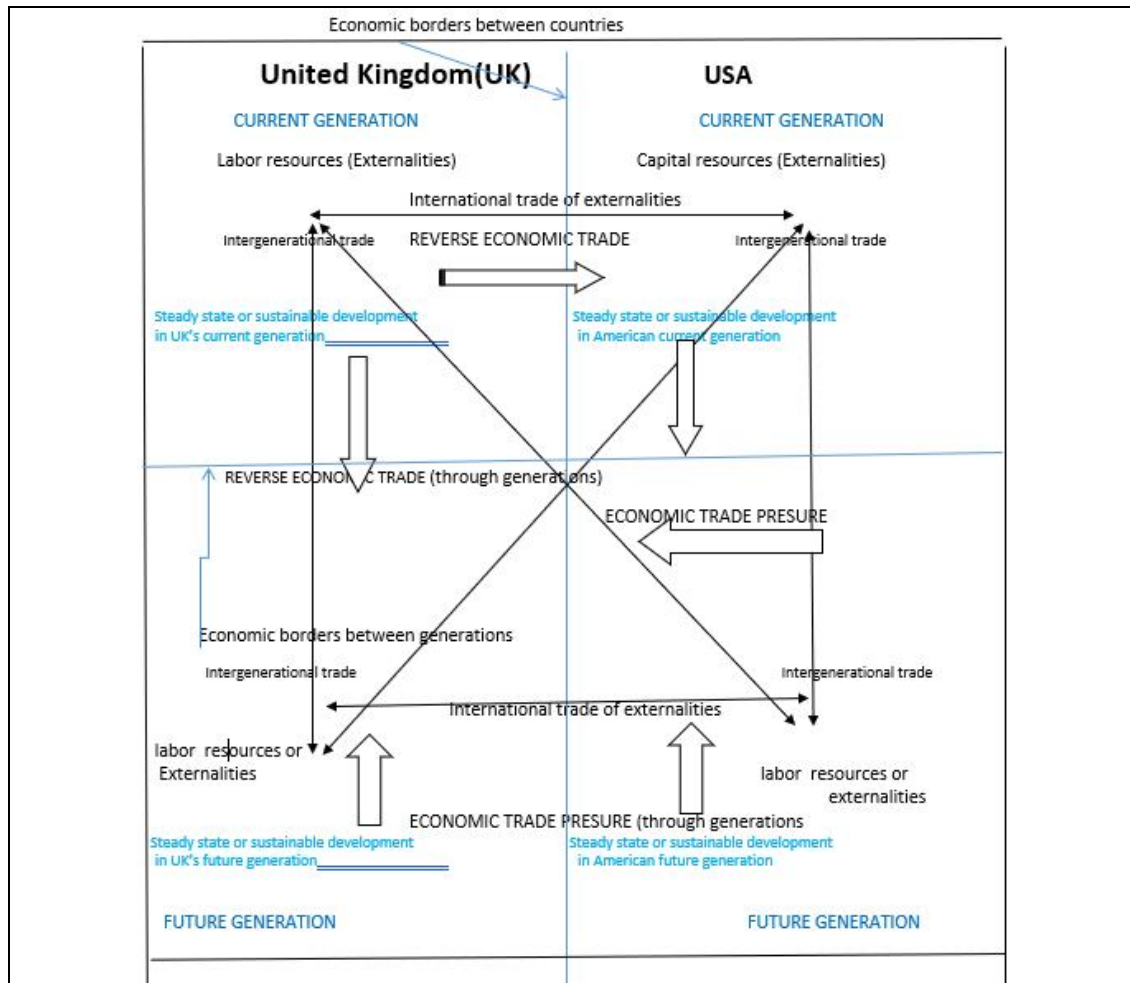 Economic borders between countries
United Kingdom(UK)
USA
CURRENT GENERATION
CURRENT GENERATION
Labor resources (Externalities)
Capital resources (Externalities)
International trade of externalities
Intergenerational trade
REVERSE ECONOMIC TRADE
Intergenerational trade
Steady state or sustainable development
in UK's current generation
Steady state or sustainable development
in American current generation
REVERSE ECONOMIC TRADE (through generations)
ECONOMIC TRADE PRESURE
Economic borders between generations
Intergenerational trade
Intergenerational trade
International trade of externalities
labor resources or
Externalities
labor resources or
externalities
ECONOMIC TRADE PRESURE (through generations
Steady state or sustainable development
in UK's future generation
Steady state or sustainable development
in American future generation
FUTURE GENERATION
FUTURE GENERATION